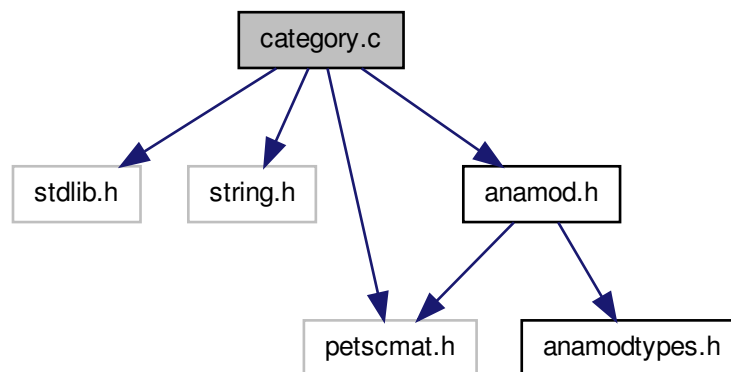 category.c
stdlib.h
string.h
anamod.h
petscmat.h
anamodtypes.h